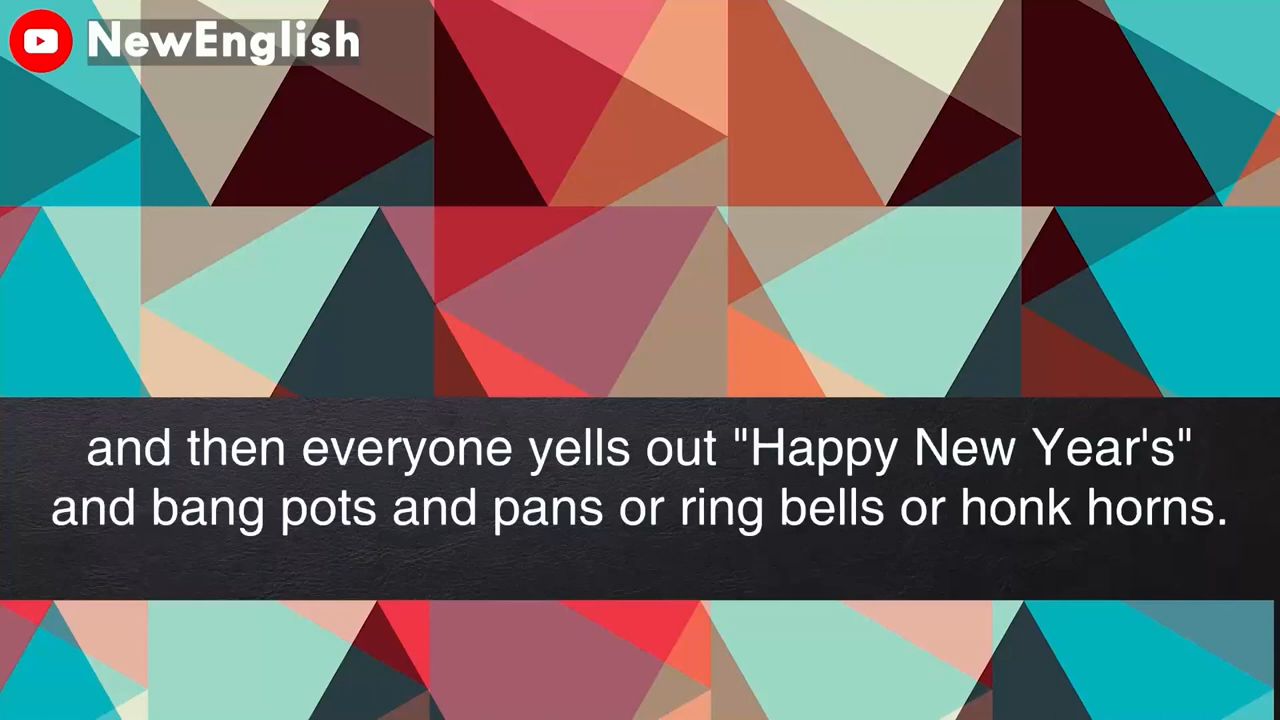 NewEnglish
and then everyone yells out "Happy New Year's"
and bang pots and pans or ring bells or honk horns.